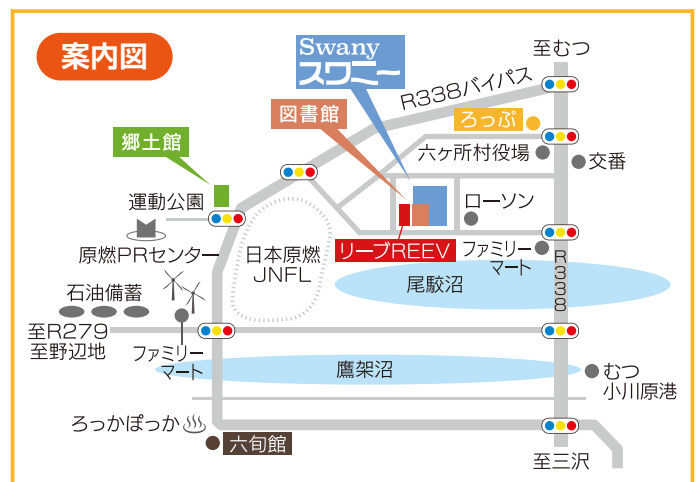 案内図
Swany
スワニー
至むつ
R338バイパス
図書館
ろっぷ
郷土館
六ヶ所村役場
交番
運動公園
ローソン
原燃PRセンター
日本原燃
JNFL
リーブREEV
ファミリー
マート
R338
尾駮沼
石油備蓄
至R279
至野辺地
ファミリー
マート
鷹架沼
むつ
小川原港
ろっかぽっか
六旬館
至三沢